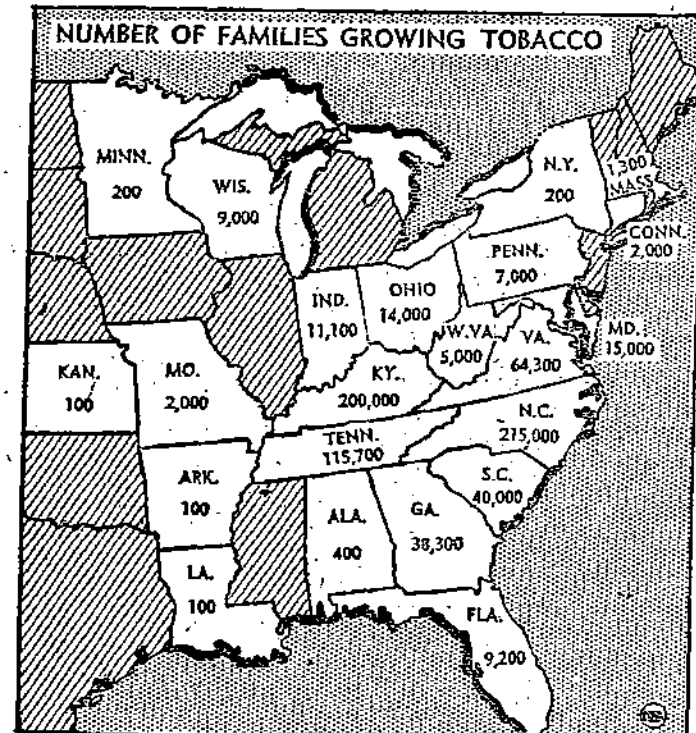 NUMBER OF FAMILIES GROWING TOBACCO
MINN.
200
WIS.
9,000
N.Y.
200
1,300
MASS
CONN.
2,000
PENN.
7,000
IND.
11,100
OHIO
14,000
W.VA.
5,000
VA.
64,300
MD.
15,000
KAN.
100
MO.
2,000
KY.
200,000
N.C.
275,000
TENN.
115,700
S.C.
40,000
ARK.
100
ALA.
400
GA.
38,300
LA.
100
FLA.
9,200